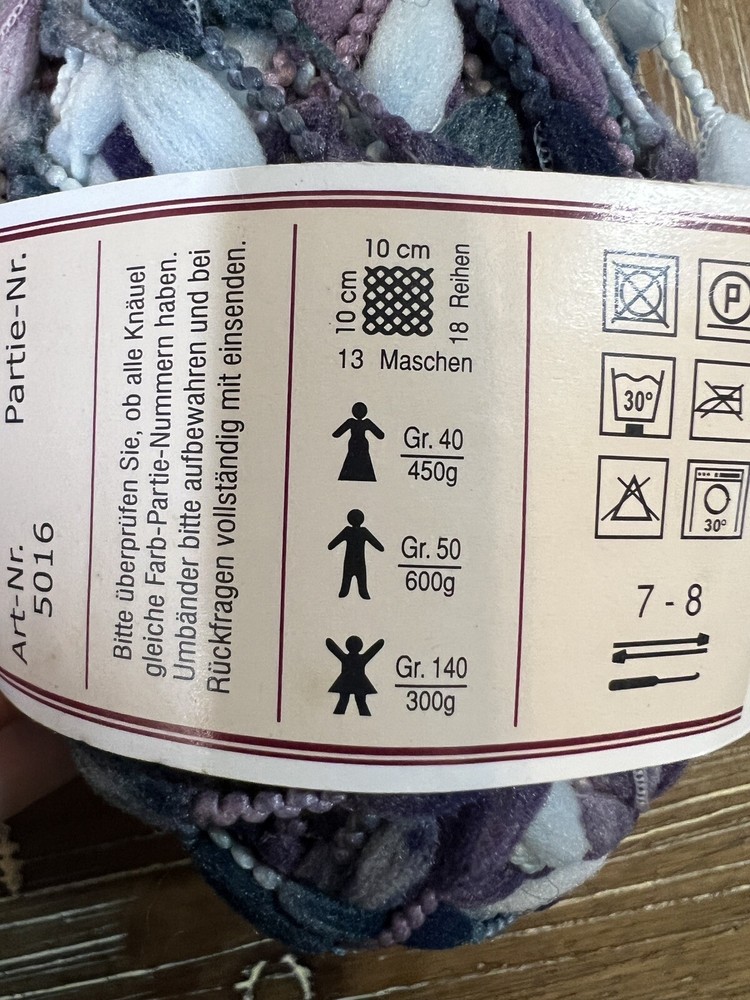 Partie-Nr.
Art-Nr.
5016
Bitte überprüfen Sie, ob alle Knäuel
gleiche Farb-Partie-Nummern haben.
Umbänder bitte aufbewahren und bei
Rückfragen vollständig mit einsenden.
10 cm
10 cm
18 Reihen
13 Maschen
Gr. 40
450g
Gr. 50
600g
Gr. 140
300g
P
30°
30°
7 - 8